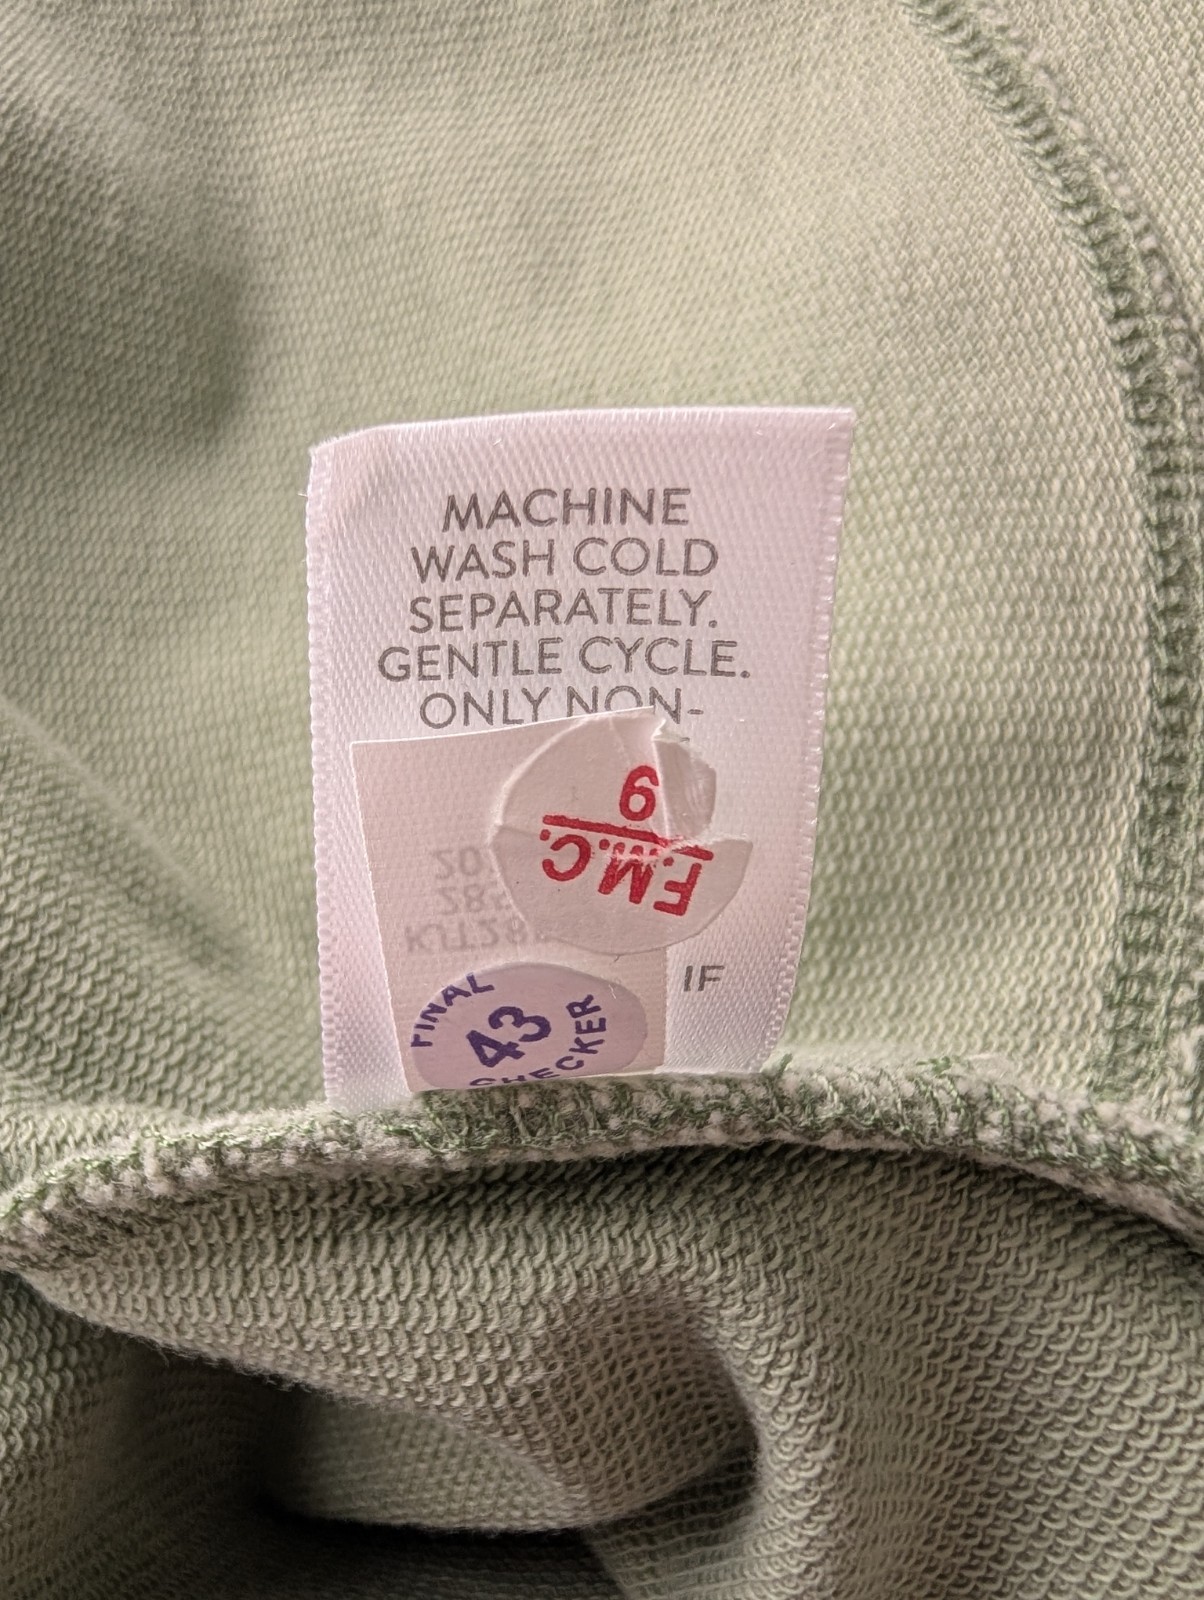 MACHINE
WASH COLD
SEPARATELY.
GENTLE CYCLE.
ONLY NON-
F.M.C.
9
IF
FINAL
43
CHECKER